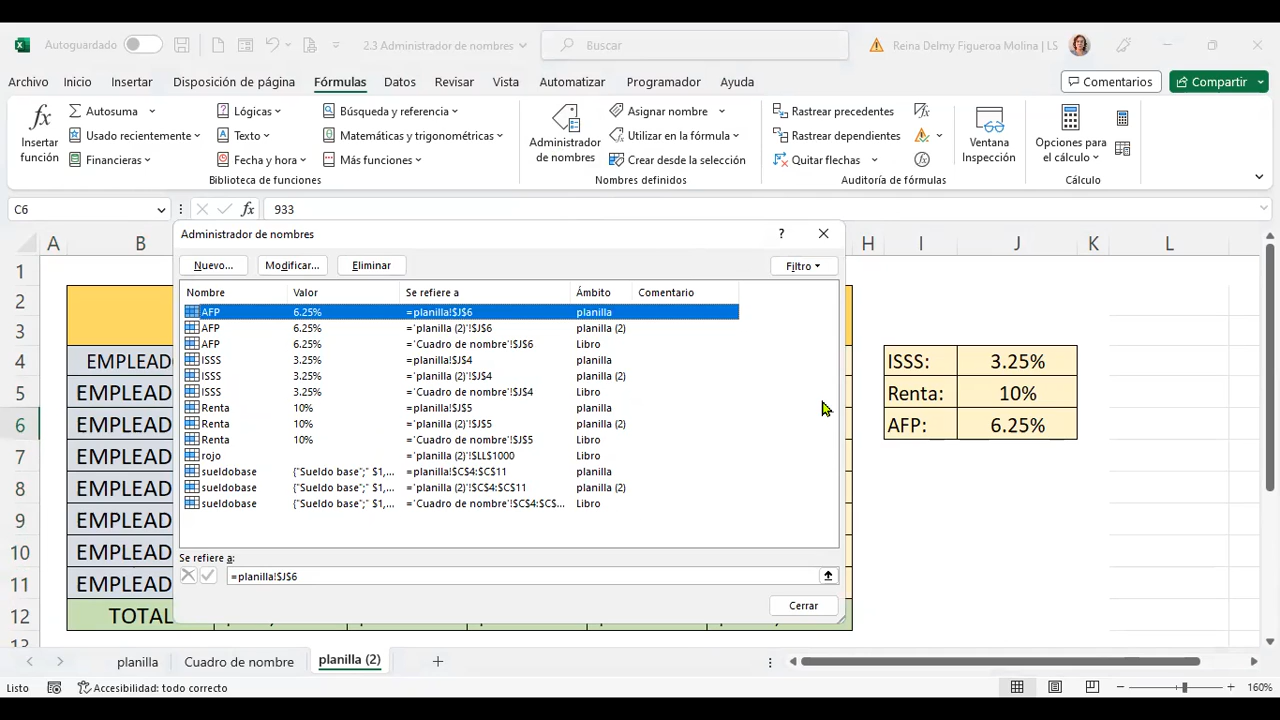 Autoguardado
2.3 Administrador de nombres
Buscar
Reina Delmy Figueroa Molina | LS
Archivo Inicio Insertar Disposición de página Fórmulas Datos Revisar Vista Automatizar Programador Ayuda
Comentarios Compartir
Insertar función
Autosuma
Usado recientemente
Financieras
Lógicas
Texto
Fecha y hora
Búsqueda y referencia
Matemáticas y trigonométricas
Más funciones
Biblioteca de funciones
Administrador de nombres
Asignar nombre
Utilizar en la fórmula
Crear desde la selección
Nombres definidos
Rastrear precedentes
Rastrear dependientes
Quitar flechas
Auditoría de fórmulas
Ventana Inspección
Opciones para el cálculo
Cálculo
C6 fx 933
A B H I J K L
Administrador de nombres ? ×
Nuevo... Modificar... Eliminar Filtro
Nombre Valor Se refiere a Ámbito Comentario
AFP 6.25% =planilla!$J$6 planilla
AFP 6.25% ='planilla (2)'!$J$6 planilla (2)
AFP 6.25% ='Cuadro de nombre'!$J$6 Libro
ISSS 3.25% =planilla!$J$4 planilla
ISSS 3.25% ='planilla (2)'!$J$4 planilla (2)
ISSS 3.25% ='Cuadro de nombre'!$J$4 Libro
Renta 10% =planilla!$J$5 planilla
Renta 10% ='planilla (2)'!$J$5 planilla (2)
Renta 10% ='Cuadro de nombre'!$J$5 Libro
rojo ='planilla (2)'!$LL$1000 Libro
sueldobase {"Sueldo base";" $1,... =planilla!$C$4:$C$11 planilla
sueldobase {"Sueldo base";" $1,... ='planilla (2)'!$C$4:$C$11 planilla (2)
sueldobase {"Sueldo base";" $1,... ='Cuadro de nombre'!$C$4:$C$... Libro
Se refiere a:
=planilla!$J$6
Cerrar
1
2
3
4 EMPLEAD ISSS: 3.25%
5 EMPLEAD Renta: 10%
6 EMPLEAD AFP: 6.25%
7 EMPLEAD
8 EMPLEAD
9 EMPLEAD
10 EMPLEAD
11 EMPLEAD
12 TOTAL
13
planilla Cuadro de nombre planilla (2) +
Listo Accesibilidad: todo correcto 160%